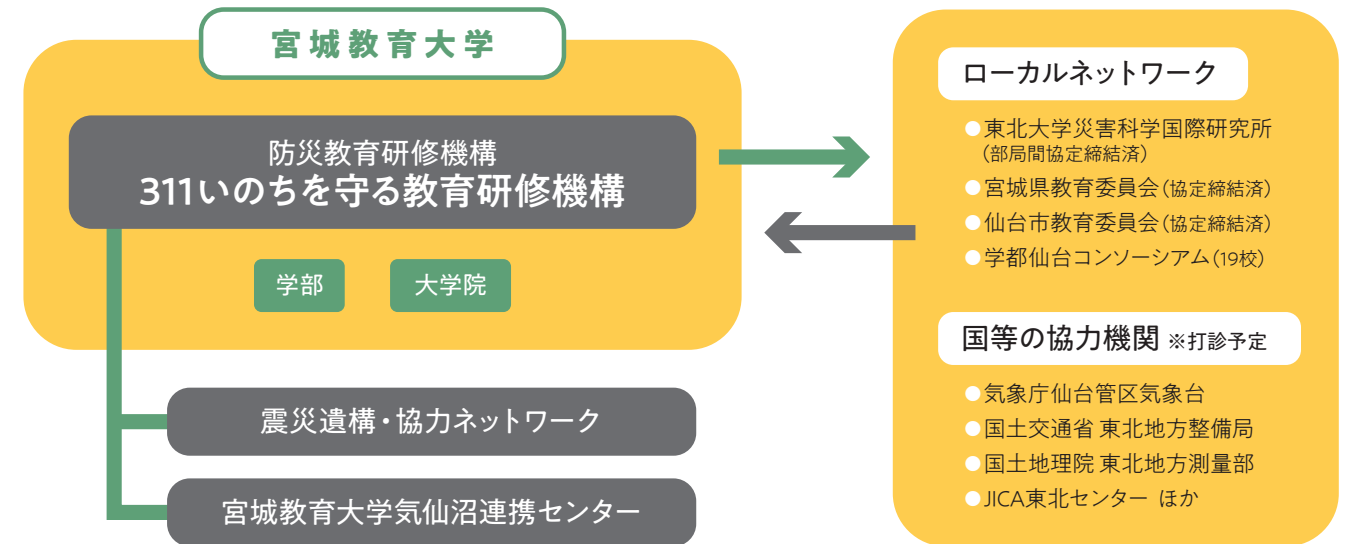 宮城教育大学
防災教育研修機構
311いのちを守る教育研修機構
学部
大学院
震災遺構・協力ネットワーク
宮城教育大学気仙沼連携センター
ローカルネットワーク
●東北大学災害科学国際研究所
(部局間協定締結済)
●宮城県教育委員会(協定締結済)
●仙台市教育委員会(協定締結済)
●学都仙台コンソーシアム(19校)
国等の協力機関 ※打診予定
●気象庁仙台管区気象台
●国土交通省 東北地方整備局
●国土地理院 東北地方測量部
●JICA東北センター ほか